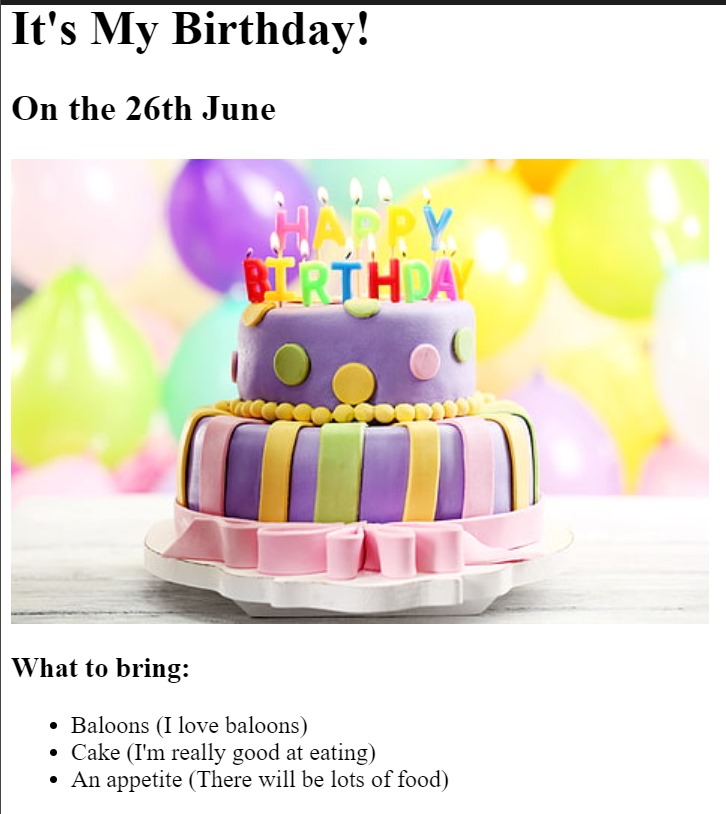 It's My Birthday!
On the 26th June
HAPPY
BIRTHDAY
What to bring:
Baloons (I love baloons)
Cake (I'm really good at eating)
An appetite (There will be lots of food)